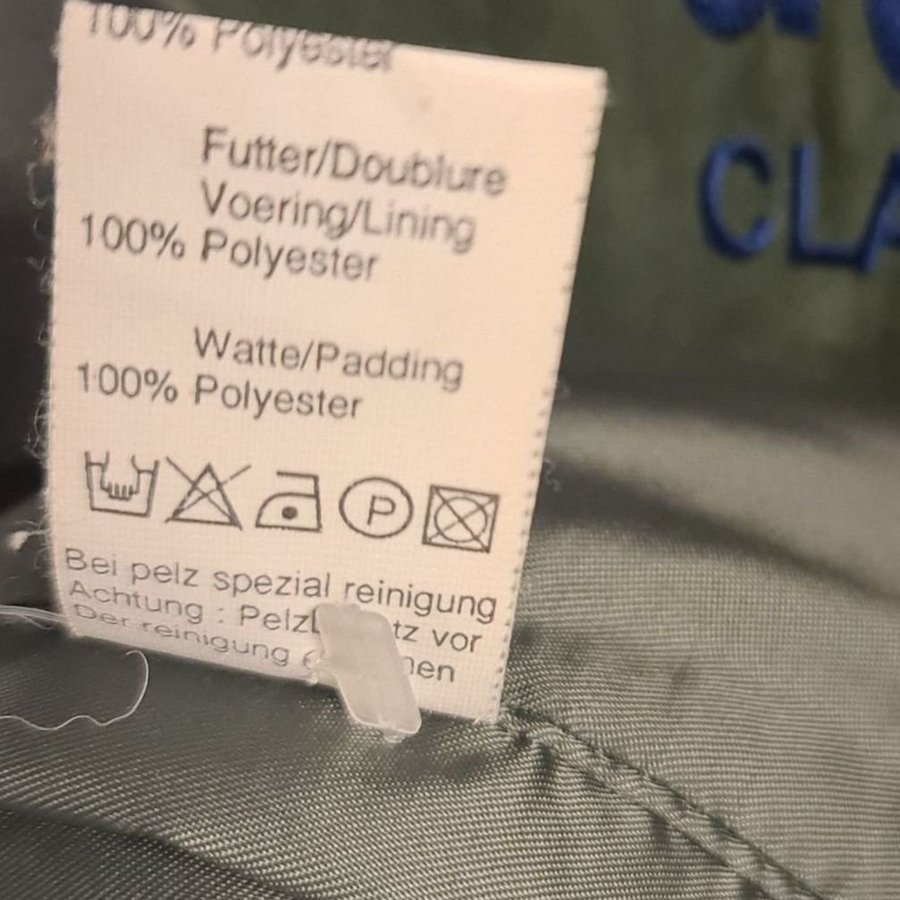 100% Polyester
Futter/Doublure
Voering/Lining
100% Polyester
Watte/Padding
100% Polyester
P
Bei pelz spezial reinigung
Achtung : vor
Der reinigung
CLA